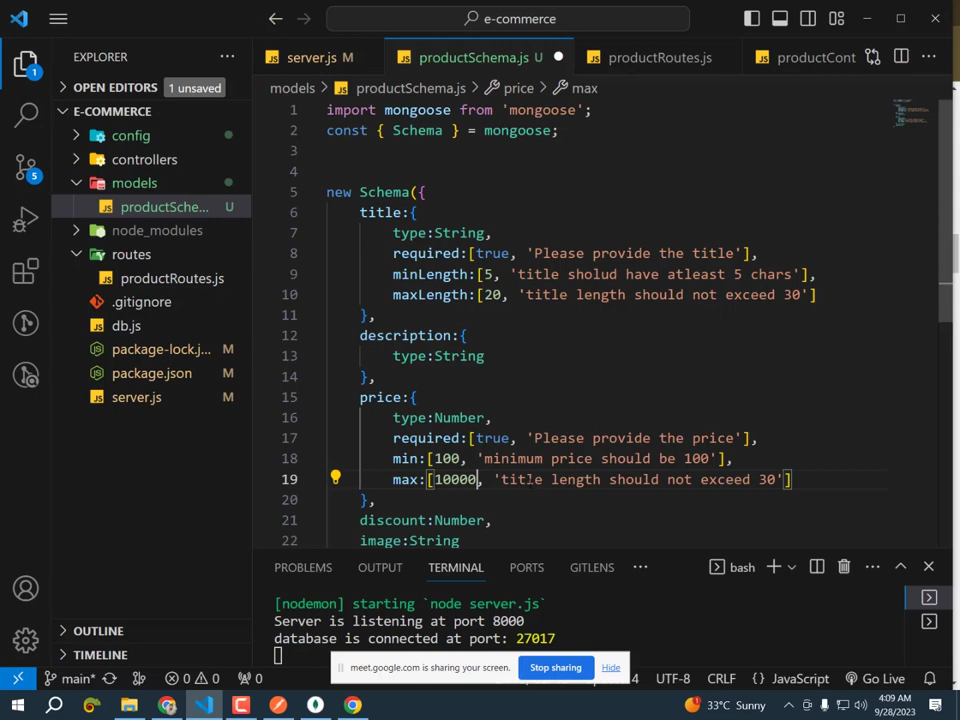 e-commerce
EXPLORER
server.js M
productSchema.js U
productRoutes.js
productCont
OPEN EDITORS 1 unsaved
models > productSchema.js > price > max
E-COMMERCE
config
controllers
models
productSche... U
node_modules
routes
productRoutes.js
.gitignore
db.js
package-lock.j... M
package.json M
server.js M
OUTLINE
TIMELINE
1
5
1 import mongoose from 'mongoose';
2 const { Schema } = mongoose;
3
4
5 new Schema({
6 title:{
7 type:String,
8 required:[true, 'Please provide the title'],
9 minLength:[5, 'title sholud have atleast 5 chars'],
10 maxLength:[20, 'title length should not exceed 30']
11 },
12 description:{
13 type:String
14 },
15 price:{
16 type:Number,
17 required:[true, 'Please provide the price'],
18 min:[100, 'minimum price should be 100'],
19 max:[10000, 'title length should not exceed 30']
20 },
21 discount:Number,
22 image:String
PROBLEMS OUTPUT TERMINAL PORTS GITLENS ... bash
[nodemon] starting `node server.js`
Server is listening at port 8000
database is connected at port: 27017
meet.google.com is sharing your screen. Stop sharing Hide
main* 0 0 0 4 UTF-8 CRLF JavaScript Go Live
33°C Sunny
4:09 AM
9/28/2023